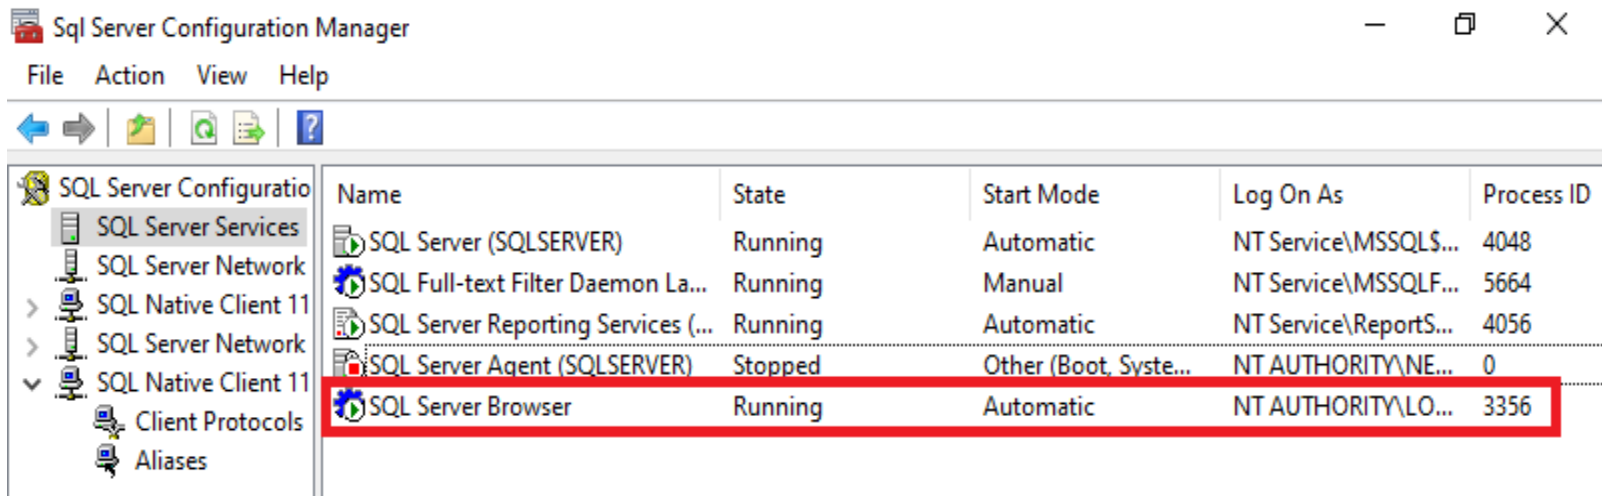 Sql Server Configuration Manager
File Action View Help
SQL Server Configuratio
SQL Server Services
SQL Server Network
SQL Native Client 11
SQL Server Network
SQL Native Client 11
Client Protocols
Aliases
Name State Start Mode Log On As Process ID
SQL Server (SQLSERVER) Running Automatic NT Service\MSSQL$... 4048
SQL Full-text Filter Daemon La... Running Manual NT Service\MSSQLF... 5664
SQL Server Reporting Services (... Running Automatic NT Service\ReportS... 4056
SQL Server Agent (SQLSERVER) Stopped Other (Boot, Syste... NT AUTHORITY\NE... 0
SQL Server Browser Running Automatic NT AUTHORITY\LO... 3356